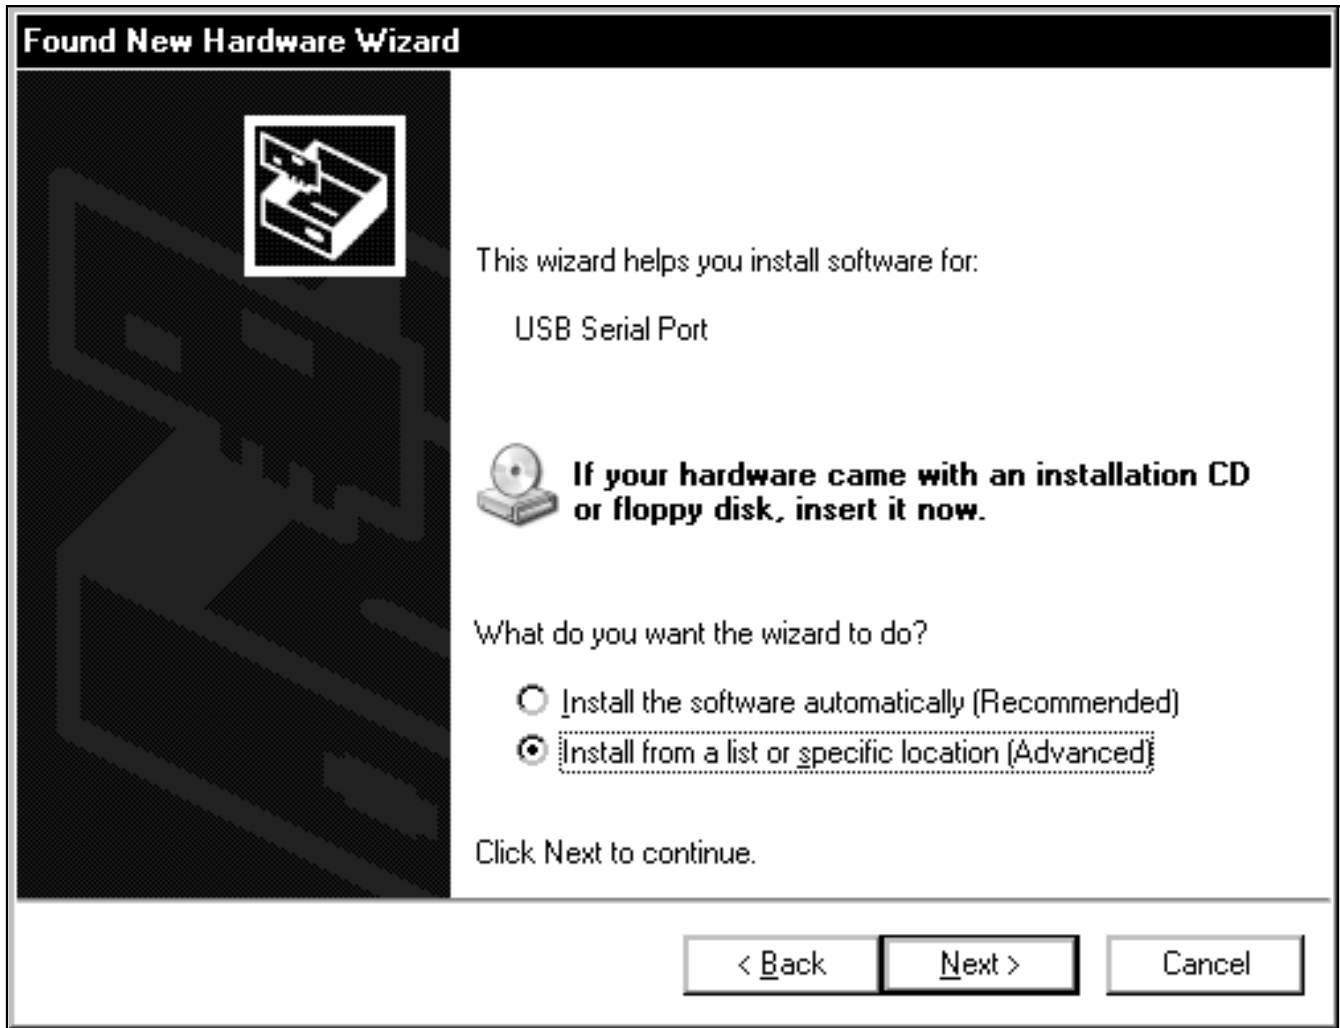 Found New Hardware Wizard
This wizard helps you install software for:
USB Serial Port
If your hardware came with an installation CD
or floppy disk, insert it now.
What do you want the wizard to do?
Install the software automatically (Recommended)
Install from a list or specific location (Advanced)
Click Next to continue.
< Back Next > Cancel